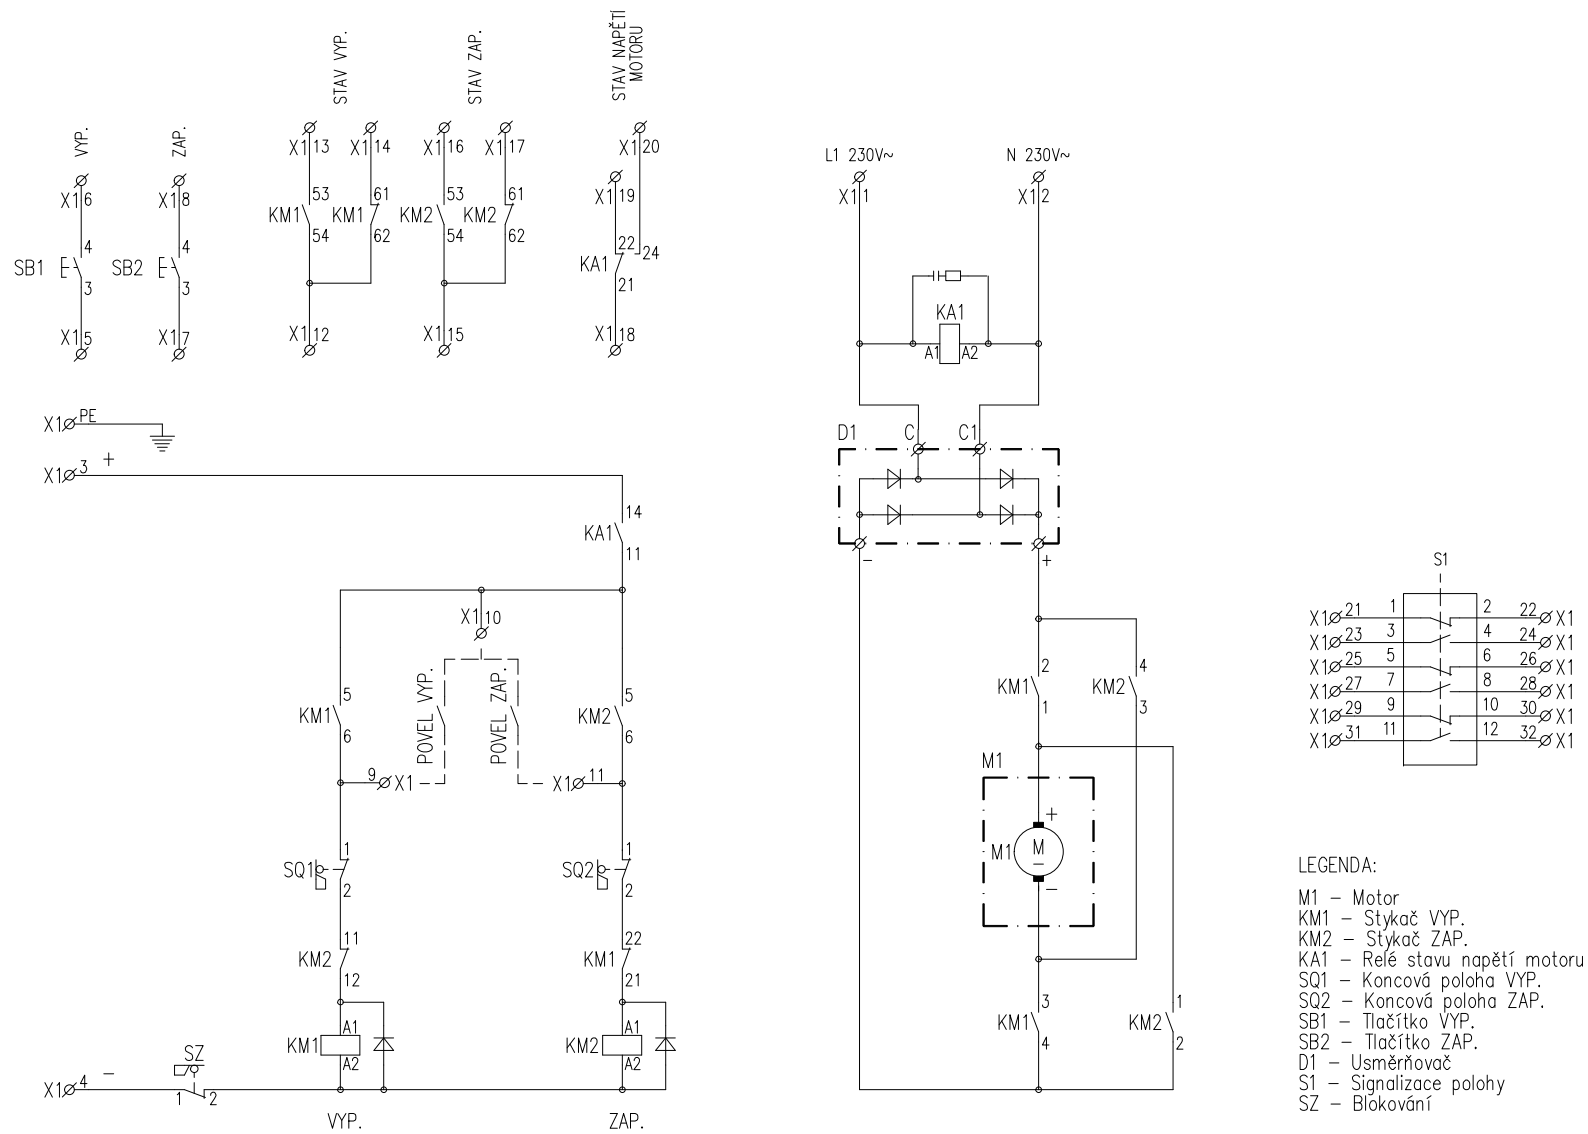 VYP.
X1 6
4
SB1
3
X1 5
ZAP.
X1 8
4
SB2
3
X1 7
STAV VYP.
X1 13
X1 14
53
61
KM1
KM1
54
62
X1 12
STAV ZAP.
X1 16
X1 17
53
61
KM2
KM2
54
62
X1 15
STAV NAPĚTÍ
MOTORU
X1 20
X1 19
22
24
KA1
21
X1 18
X1 PE
X1 3 +
14
KA1
11
X1 10
5
KM1
6
POVEL VYP.
POVEL ZAP.
5
KM2
6
9 X1
X1 11
1
SQ1
2
1
SQ2
2
11
KM2
12
22
KM1
21
A1
KM1
A2
A1
KM2
A2
SZ
X1 4 −
1 2
VYP.
ZAP.
L1 230V~
N 230V~
X1 1
X1 2
KA1
A1 A2
D1 C C1
−
+
2
KM1
1
4
KM2
3
M1
+
M1
M
−
−
3
KM1
4
1
KM2
2
S1
X1 21 1 2 22 X1
X1 23 3 4 24 X1
X1 25 5 6 26 X1
X1 27 7 8 28 X1
X1 29 9 10 30 X1
X1 31 11 12 32 X1
LEGENDA:
M1 − Motor
KM1 − Stykač VYP.
KM2 − Stykač ZAP.
KA1 − Relé stavu napětí motoru
SQ1 − Koncová poloha VYP.
SQ2 − Koncová poloha ZAP.
SB1 − Tlačítko VYP.
SB2 − Tlačítko ZAP.
D1 − Usměrňovač
S1 − Signalizace polohy
SZ − Blokování